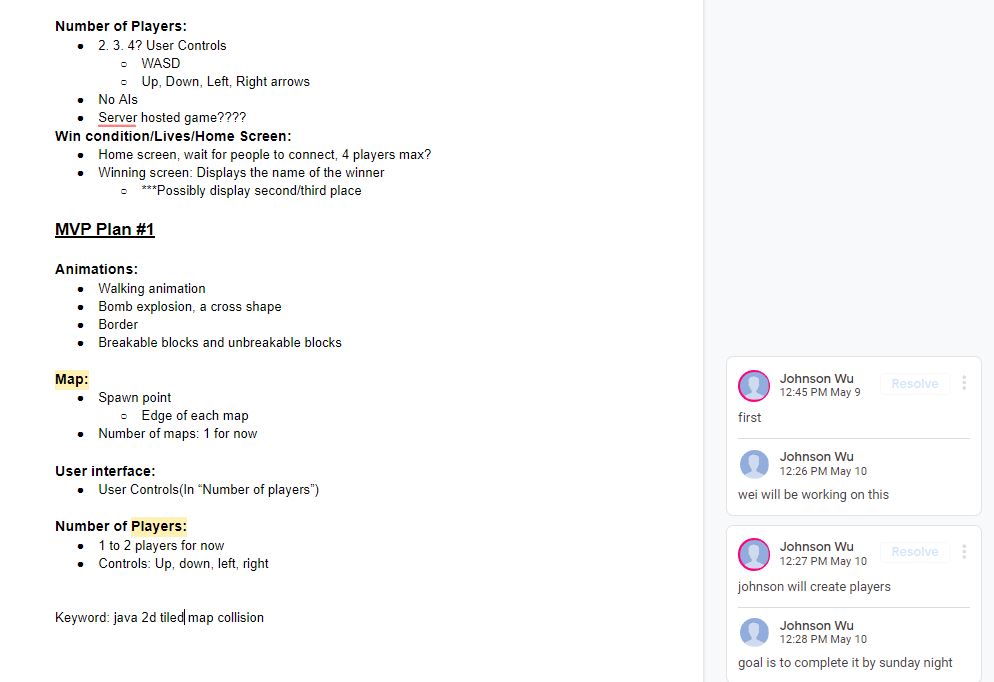 Number of Players:
● 2. 3. 4? User Controls
○ WASD
○ Up, Down, Left, Right arrows
● No AIs
● Server hosted game????
Win condition/Lives/Home Screen:
● Home screen, wait for people to connect, 4 players max?
● Winning screen: Displays the name of the winner
○ ***Possibly display second/third place
MVP Plan #1
Animations:
● Walking animation
● Bomb explosion, a cross shape
● Border
● Breakable blocks and unbreakable blocks
Map:
● Spawn point
○ Edge of each map
● Number of maps: 1 for now
User interface:
● User Controls(In “Number of players”)
Number of Players:
● 1 to 2 players for now
● Controls: Up, down, left, right
Keyword: java 2d tiled map collision
Johnson Wu
Resolve
12:45 PM May 9
first
Johnson Wu
12:26 PM May 10
wei will be working on this
Johnson Wu
Resolve
12:27 PM May 10
johnson will create players
Johnson Wu
12:28 PM May 10
goal is to complete it by sunday night